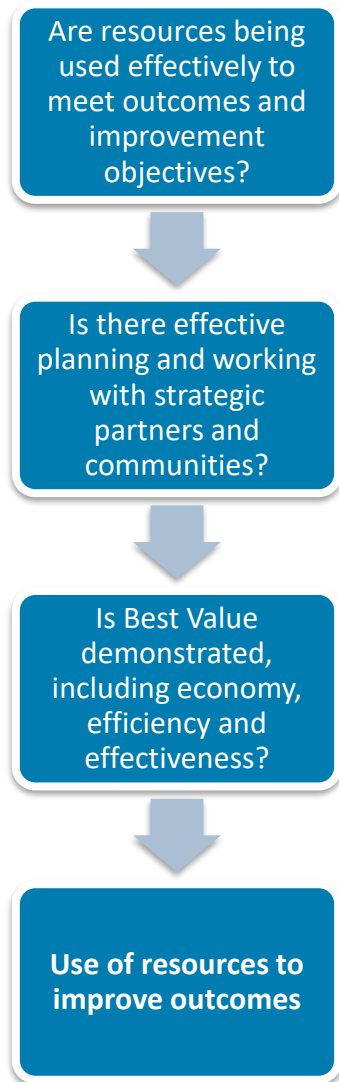 Are resources being
used effectively to
meet outcomes and
improvement
objectives?
Is there effective
planning and working
with strategic
partners and
communities?
Is Best Value
demonstrated,
including economy,
efficiency and
effectiveness?
Use of resources to
improve outcomes